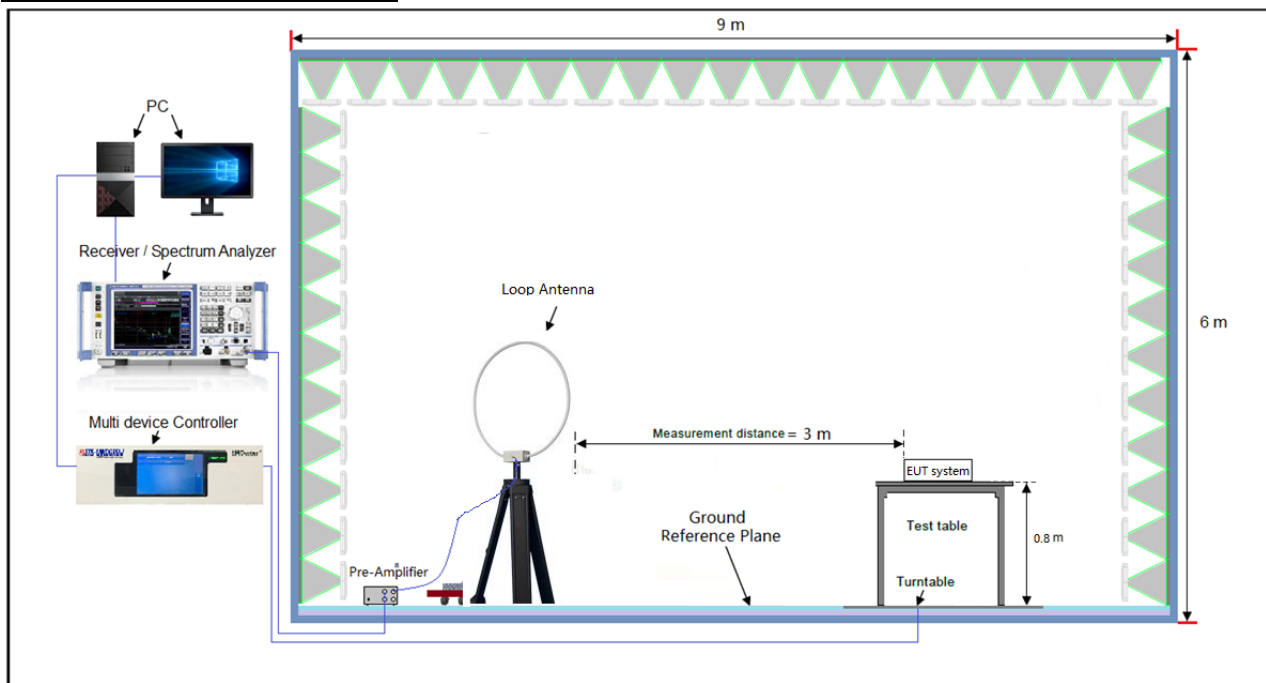 9 m
PC
Receiver / Spectrum Analyzer
Loop Antenna
6 m
Multi device Controller
Measurement distance = 3 m
EUT system
Ground
Reference Plane
Test table
0.8 m
Pre-Amplifier
Turntable